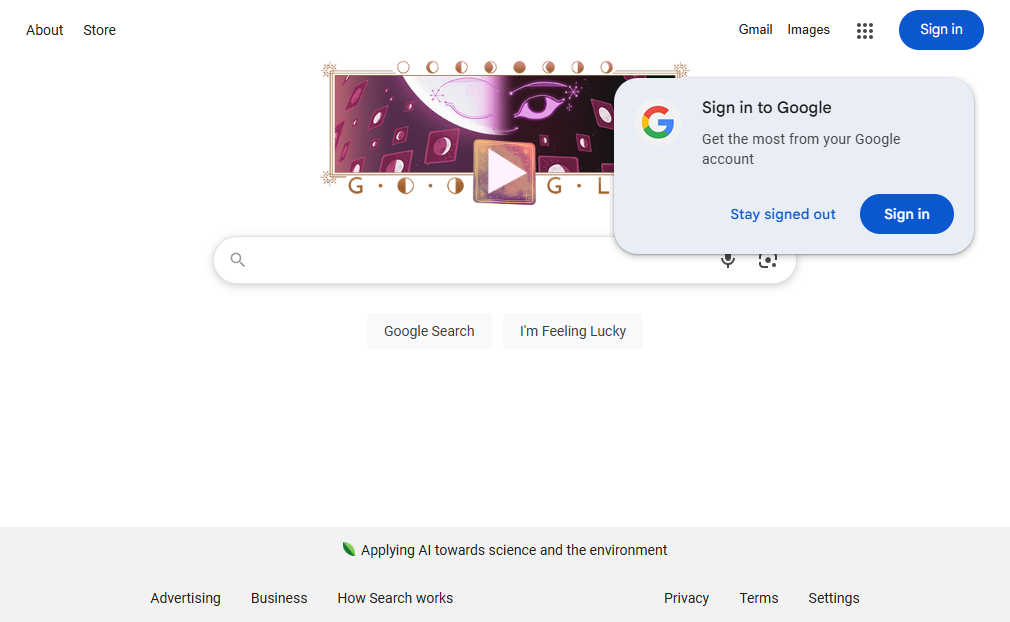 About Store
Gmail Images Sign in
Sign in to Google
Get the most from your Google
account
Stay signed out Sign in
G · · G · L
Google Search I'm Feeling Lucky
Applying AI towards science and the environment
Advertising Business How Search works
Privacy Terms Settings